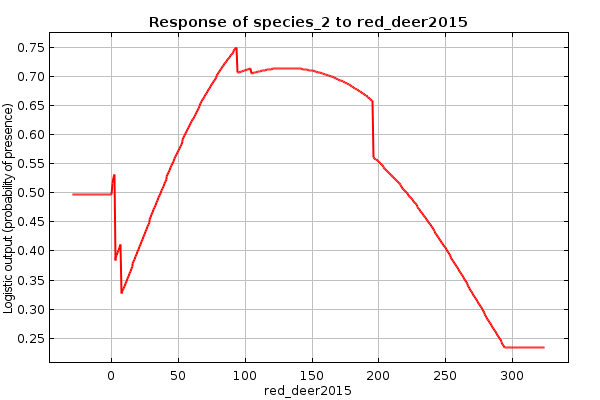 Response of species_2 to red_deer2015
Logistic output (probability of presence)
0.75
0.70
0.65
0.60
0.55
0.50
0.45
0.40
0.35
0.30
0.25
0 50 100 150 200 250 300
red_deer2015